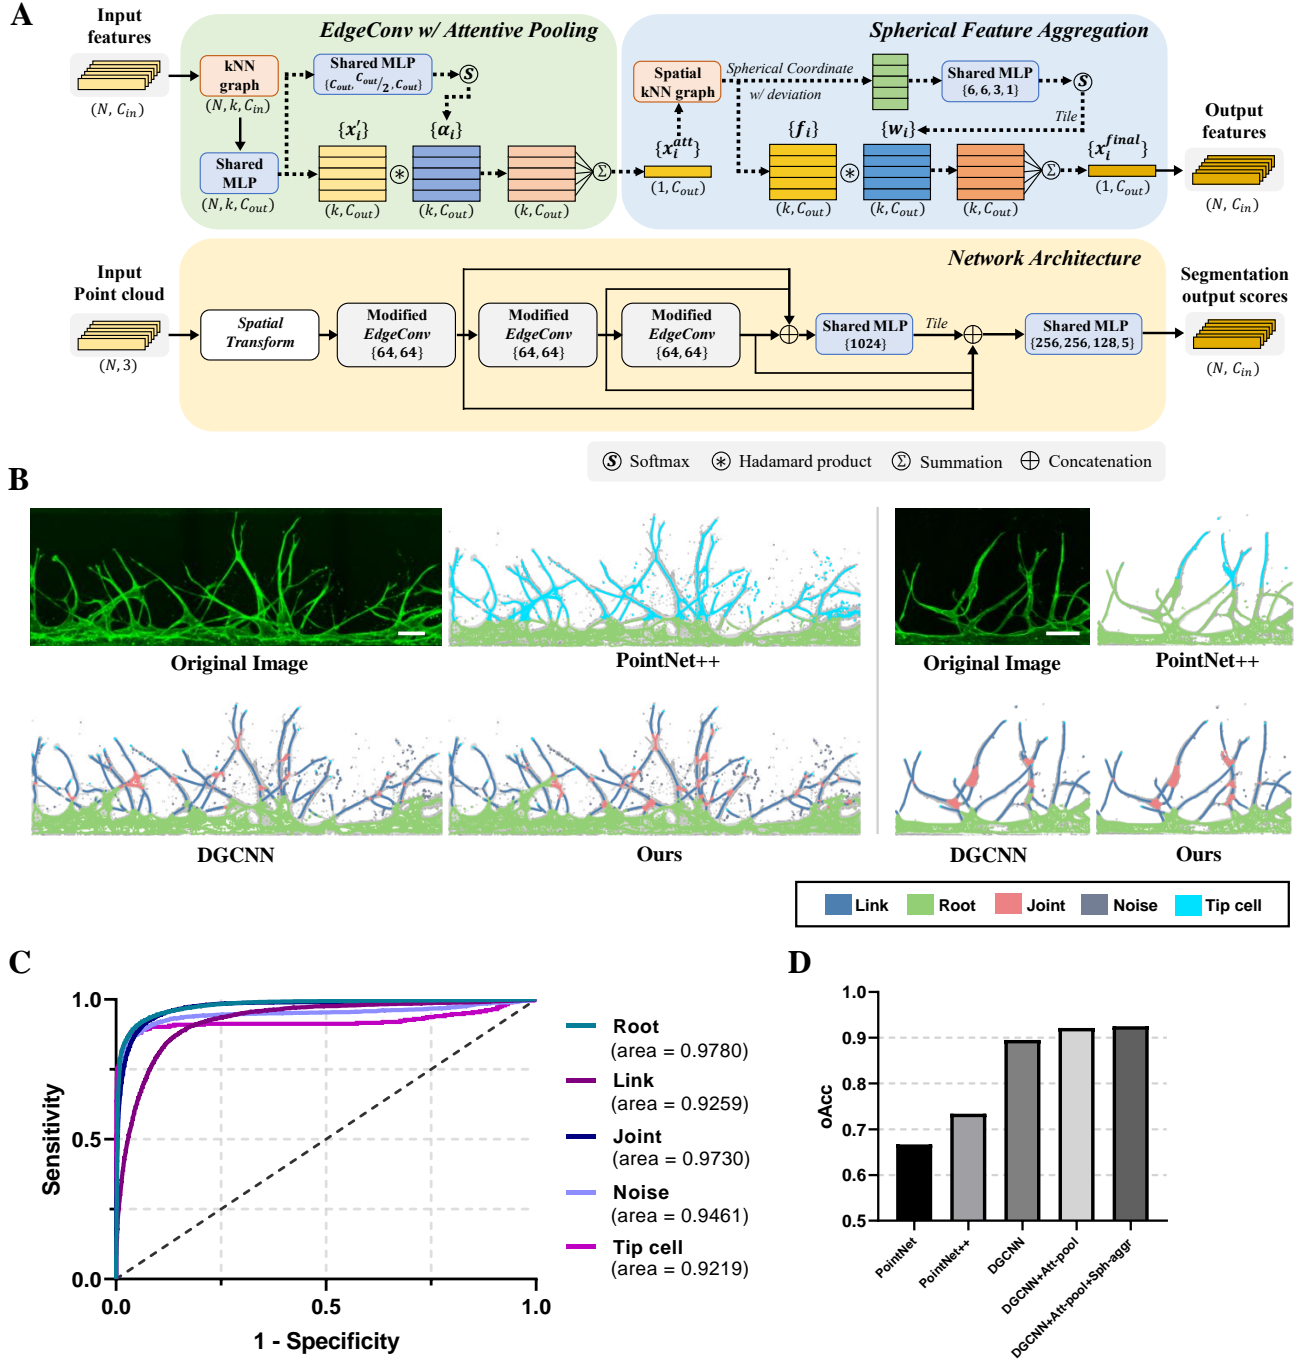 A
Input
features
(N, C_in)
EdgeConv w/ Attentive Pooling
kNN
graph
(N, k, C_in)
Shared MLP
{C_out, C_out/2, C_out}
S
Shared
MLP
(N, k, C_out)
{x'_i}
{α_i}
(k, C_out)
(k, C_out)
(k, C_out)
Σ
{x_i^att}
(1, C_out)
Spherical Feature Aggregation
Spatial
kNN graph
Spherical Coordinate
w/ deviation
Shared MLP
{6, 6, 3, 1}
S
Tile
{f_i}
{w_i}
(k, C_out)
(k, C_out)
(k, C_out)
Σ
{x_i^final}
(1, C_out)
Output
features
(N, C_in)
Network Architecture
Input
Point cloud
(N, 3)
Spatial
Transform
Modified
EdgeConv
{64, 64}
Modified
EdgeConv
{64, 64}
Modified
EdgeConv
{64, 64}
Shared MLP
{1024}
Tile
Shared MLP
{256, 256, 128, 5}
Segmentation
output scores
(N, C_in)
S Softmax
Hadamard product
Σ Summation
Concatenation
B
Original Image
PointNet++
Original Image
PointNet++
DGCNN
Ours
DGCNN
Ours
Link
Root
Joint
Noise
Tip cell
C
Sensitivity
1.0
0.5
0.0
0.0
0.5
1.0
1 - Specificity
Root
(area = 0.9780)
Link
(area = 0.9259)
Joint
(area = 0.9730)
Noise
(area = 0.9461)
Tip cell
(area = 0.9219)
D
oAcc
1.0
0.9
0.8
0.7
0.6
0.5
PointNet
PointNet++
DGCNN
DGCNN+Att-pool
DGCNN+Att-pool+Sph-aggr